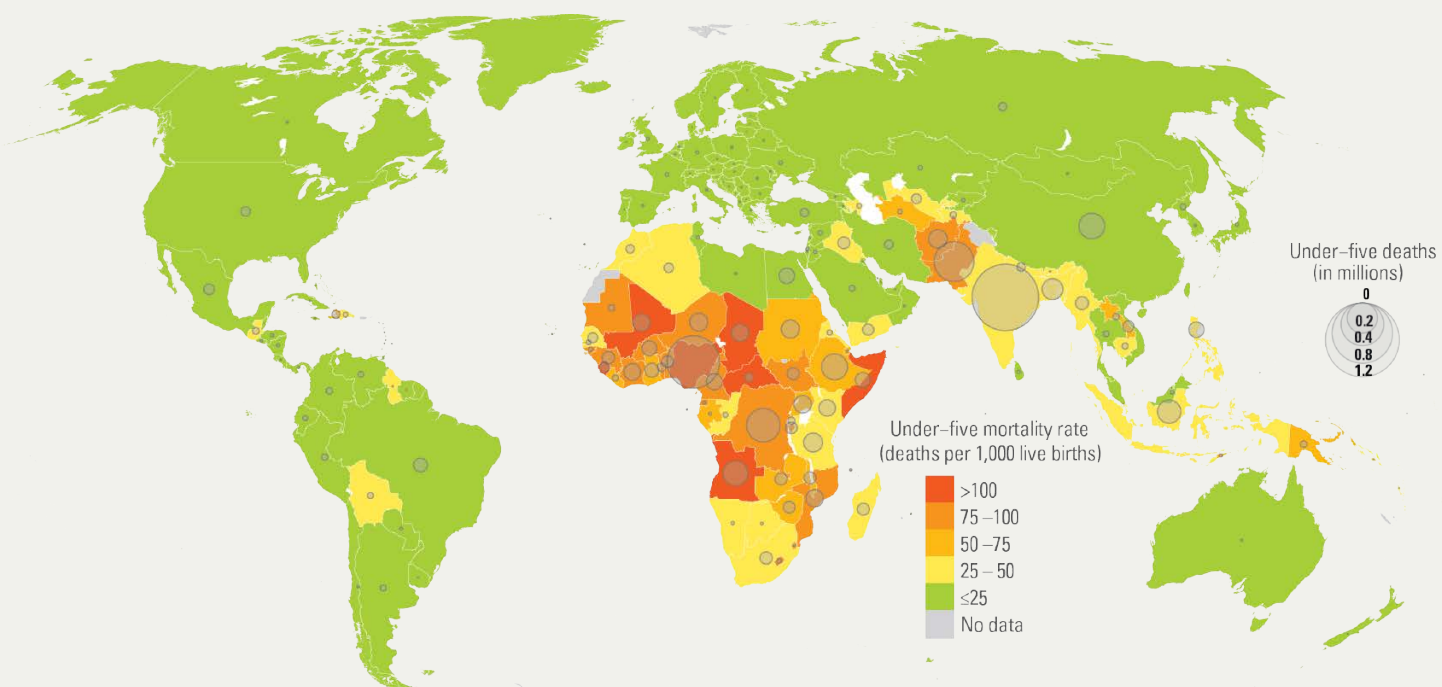 Under–five deaths
(in millions)
0
0.2
0.4
0.8
1.2
Under–five mortality rate
(deaths per 1,000 live births)
>100
75 –100
50 –75
25 – 50
≤25
No data